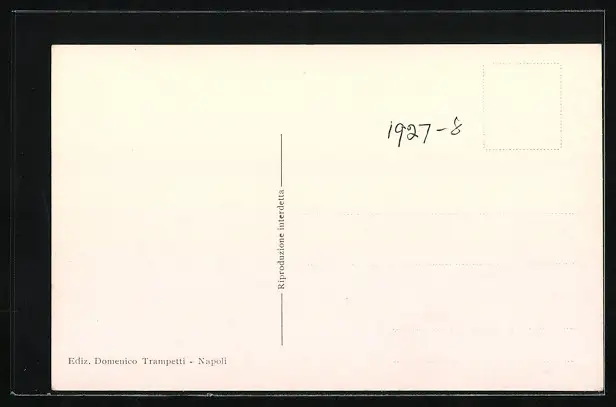 1927-8
Riproduzione interdetta
Ediz. Domenico Trampetti - Napoli